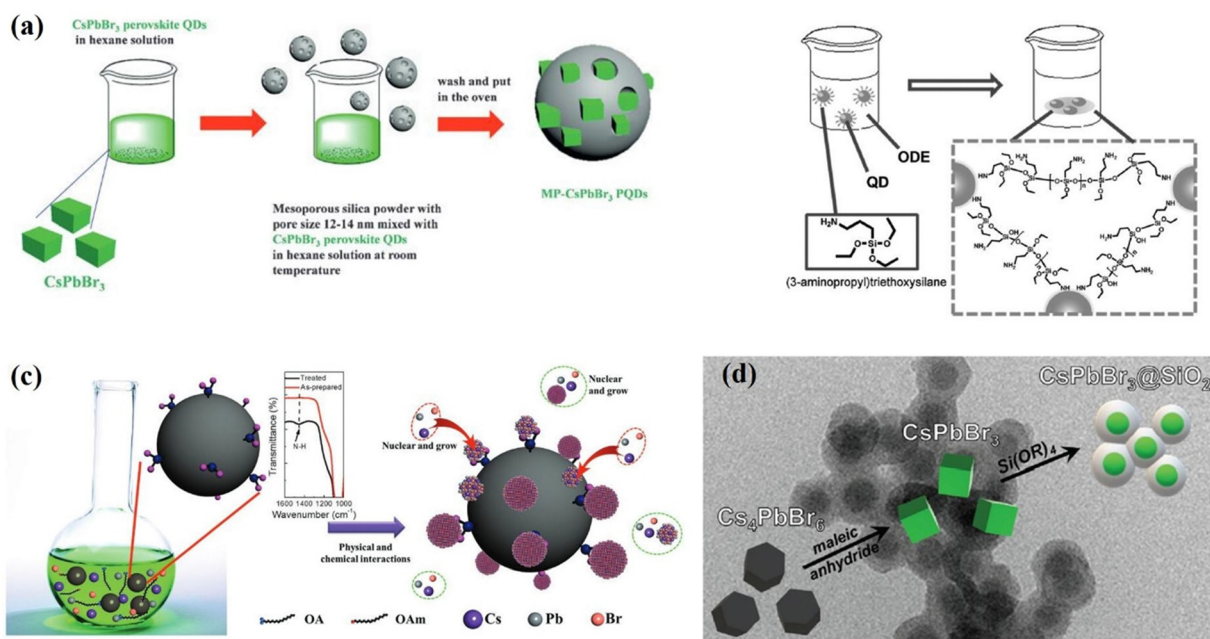 (a)
CsPbBr3 perovskite QDs
in hexane solution
wash and put
in the oven
MP-CsPbBr3 PQDs
Mesoporous silica powder with
pore size 12-14 nm mixed with
CsPbBr3 perovskite QDs
in hexane solution at room
temperature
CsPbBr3
ODE
QD
H2N
Si
O
O
O
(3-aminopropyl)triethoxysilane
(c)
Treated
As-prepared
Transmittance (%)
N-H
1600 1400 1200 1000
Wavenumber (cm-1)
Physical and
chemical interactions
Nuclear and grow
Nuclear
and grow
OA
OAm
Cs
Pb
Br
(d)
CsPbBr3@SiO2
CsPbBr3
Si(OR)4
Cs4PbBr6
maleic
anhydride